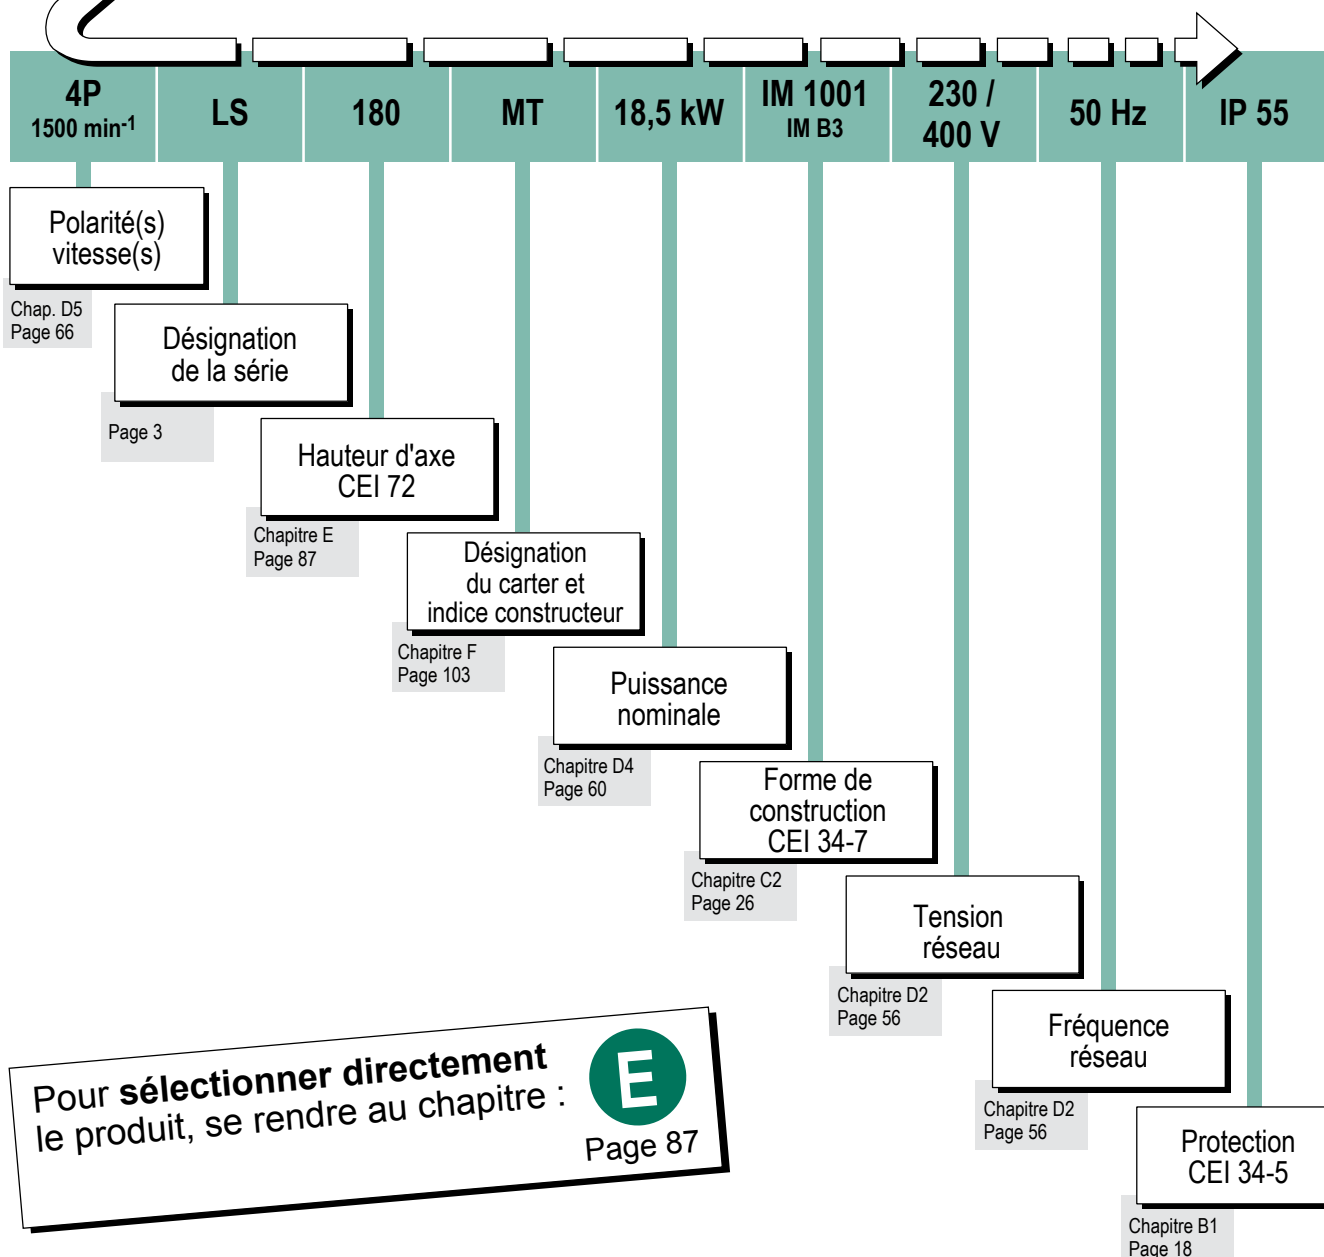 4P
1500 min-1
LS
180
MT
18,5 kW
IM 1001
IM B3
230 /
400 V
50 Hz
IP 55
Polarité(s)
vitesse(s)
Chap. D5
Page 66
Désignation
de la série
Page 3
Hauteur d'axe
CEI 72
Chapitre E
Page 87
Désignation
du carter et
indice constructeur
Chapitre F
Page 103
Puissance
nominale
Chapitre D4
Page 60
Forme de
construction
CEI 34-7
Chapitre C2
Page 26
Tension
réseau
Chapitre D2
Page 56
Fréquence
réseau
Chapitre D2
Page 56
Protection
CEI 34-5
Chapitre B1
Page 18
Pour sélectionner directement
le produit, se rendre au chapitre :
E
Page 87